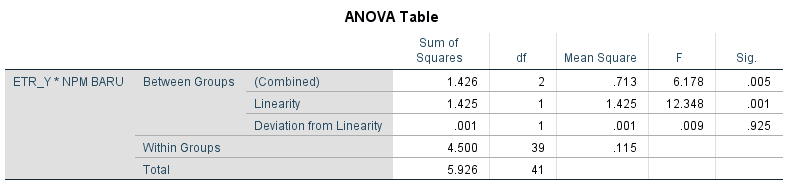 ANOVA Table
Sum of Squares df Mean Square F Sig.
ETR_Y * NPM BARU Between Groups (Combined) 1.426 2 .713 6.178 .005
Linearity 1.425 1 1.425 12.348 .001
Deviation from Linearity .001 1 .001 .009 .925
Within Groups 4.500 39 .115
Total 5.926 41